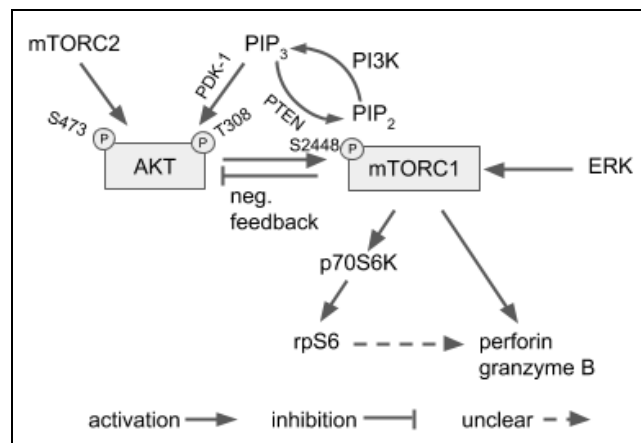 mTORC2
PIP3
PI3K
PDK-1
PTEN
PIP2
S473
P
P
T308
S2448
P
AKT
mTORC1
ERK
neg.
feedback
p70S6K
rpS6
perforin
granzyme B
activation
inhibition
unclear